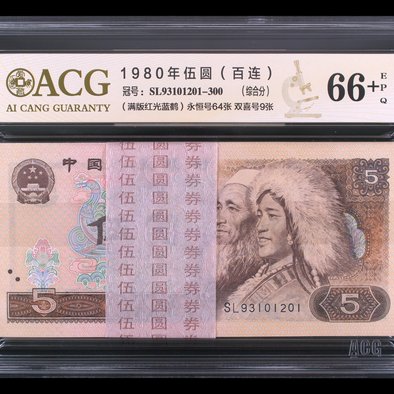 ACG
AI CANG GUARANTY
1980年伍圆（百连）
冠号：SL93101201-300 （综合分）
（满版红光蓝鹤）永恒号64张 双喜号9张
66+
EPQ
中国
伍圆券
5
5
5
SL93101201
ACG